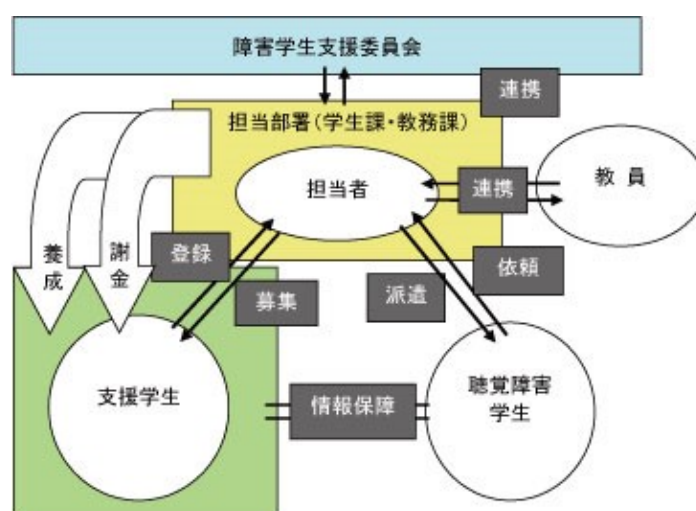 障害学生支援委員会
連携
担当部署(学生課・教務課)
担当者
連携
教 員
養成
謝金
登録
募集
派遣
依頼
支援学生
情報保障
聴覚障害
学生